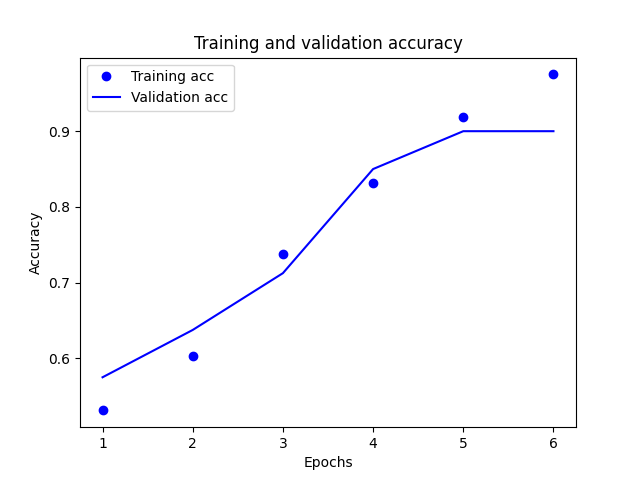 Training and validation accuracy
Training acc
Validation acc
0.9
0.8
0.7
0.6
Accuracy
1 2 3 4 5 6
Epochs